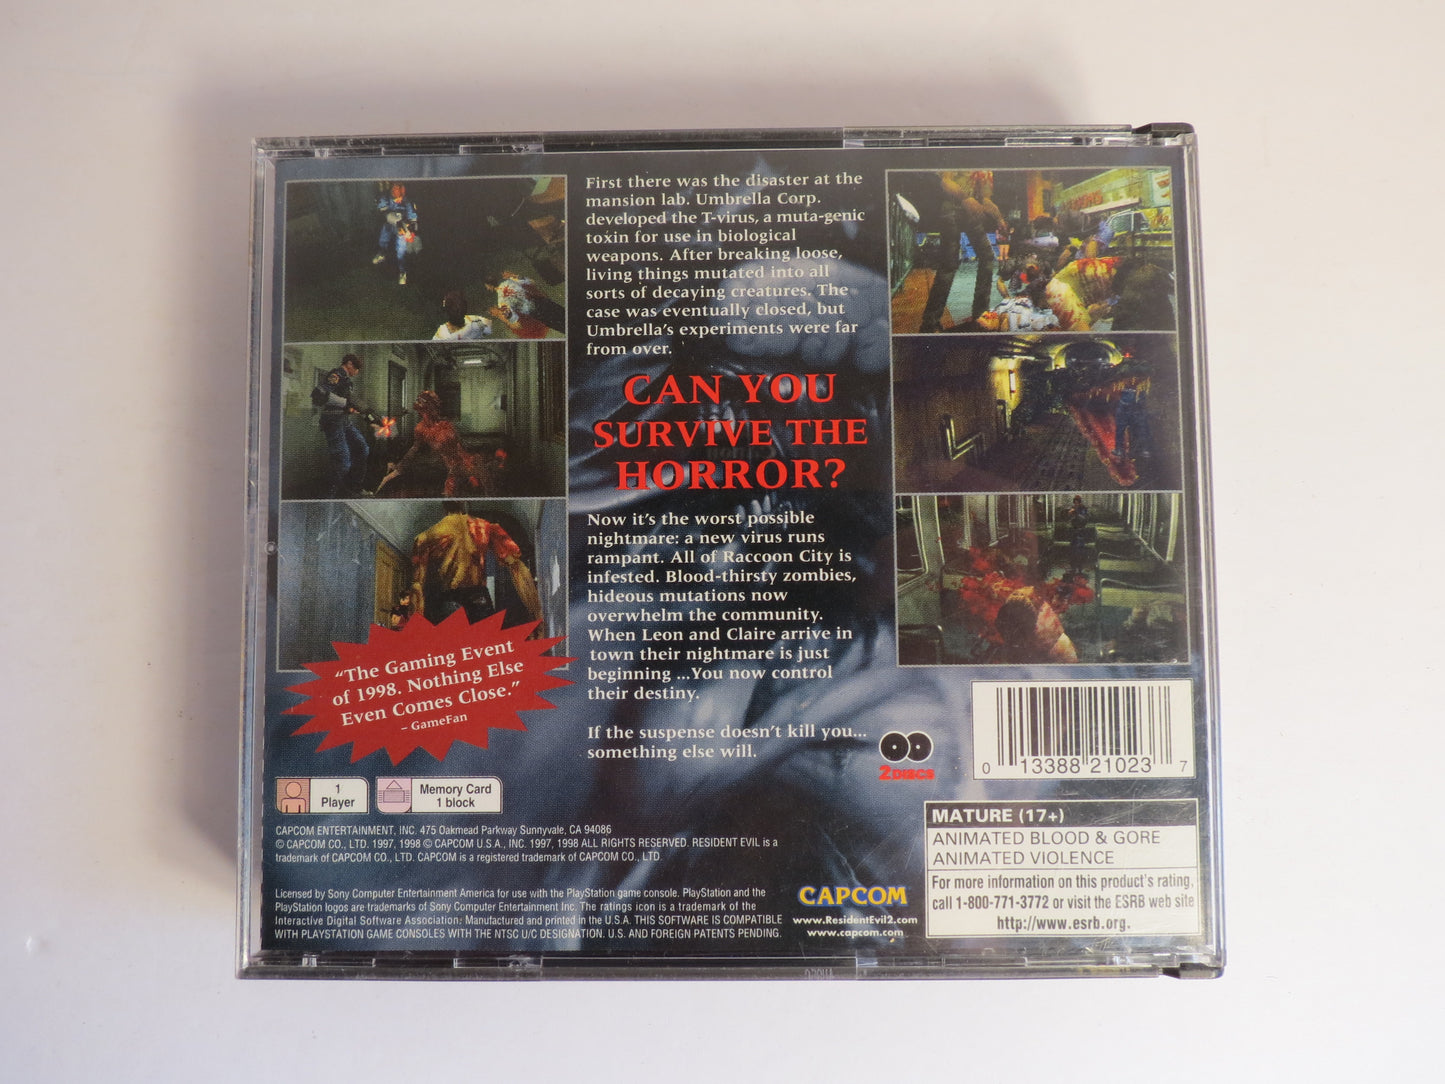 First there was the disaster at the
mansion lab. Umbrella Corp.
developed the T-virus, a muta-genic
toxin for use in biological
weapons. After breaking loose,
living things mutated into all
sorts of decaying creatures. The
case was eventually closed, but
Umbrella's experiments were far
from over.
CAN YOU
SURVIVE THE
HORROR?
Now it's the worst possible
nightmare: a new virus runs
rampant. All of Raccoon City is
infested. Blood-thirsty zombies,
hideous mutations now
overwhelm the community.
When Leon and Claire arrive in
town their nightmare is just
beginning ...You now control
their destiny.
If the suspense doesn't kill you...
something else will.
"The Gaming Event
of 1998. Nothing Else
Even Comes Close."
– GameFan
2 DISCS
0 13388 21023 7
1
Player
Memory Card
1 block
CAPCOM ENTERTAINMENT, INC. 475 Oakmead Parkway Sunnyvale, CA 94086
© CAPCOM CO., LTD. 1997, 1998 © CAPCOM U.S.A., INC. 1997, 1998 ALL RIGHTS RESERVED. RESIDENT EVIL is a
trademark of CAPCOM CO., LTD. CAPCOM is a registered trademark of CAPCOM CO., LTD.
Licensed by Sony Computer Entertainment America for use with the PlayStation game console. PlayStation and the
PlayStation logos are trademarks of Sony Computer Entertainment Inc. The ratings icon is a trademark of the
Interactive Digital Software Association. Manufactured and printed in the U.S.A. THIS SOFTWARE IS COMPATIBLE
WITH PLAYSTATION GAME CONSOLES WITH THE NTSC U/C DESIGNATION. U.S. AND FOREIGN PATENTS PENDING.
CAPCOM
www.ResidentEvil2.com
www.capcom.com
MATURE (17+)
ANIMATED BLOOD & GORE
ANIMATED VIOLENCE
For more information on this product's rating,
call 1-800-771-3772 or visit the ESRB web site
http://www.esrb.org.